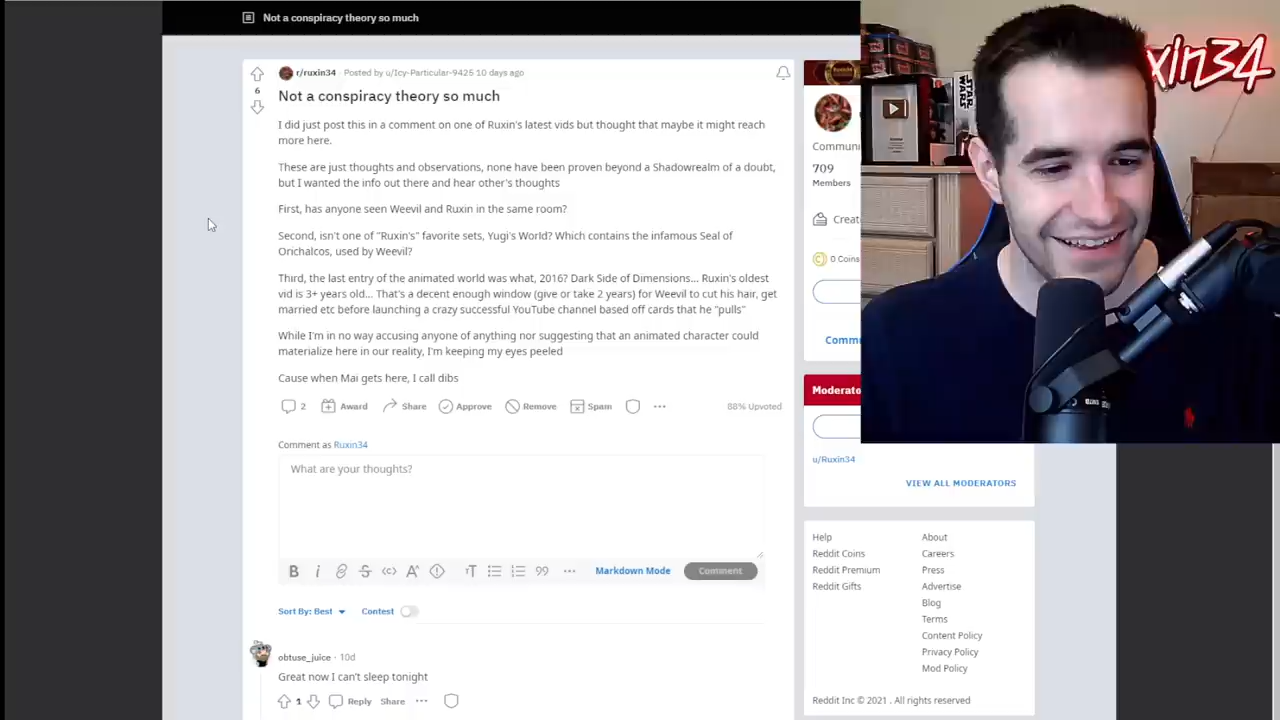 Not a conspiracy theory so much
6
r/ruxin34 · Posted by u/Icy-Particular-9425 10 days ago
Not a conspiracy theory so much
I did just post this in a comment on one of Ruxin's latest vids but thought that maybe it might reach
more here.
These are just thoughts and observations, none have been proven beyond a Shadowrealm of a doubt,
but I wanted the info out there and hear other's thoughts
First, has anyone seen Weevil and Ruxin in the same room?
Second, isn't one of "Ruxin's" favorite sets, Yugi's World? Which contains the infamous Seal of
Orichalcos, used by Weevil?
Third, the last entry of the animated world was what, 2016? Dark Side of Dimensions... Ruxin's oldest
vid is 3+ years old... That's a decent enough window (give or take 2 years) for Weevil to cut his hair, get
married etc before launching a crazy successful YouTube channel based off cards that he "pulls"
While I'm in no way accusing anyone of anything nor suggesting that an animated character could
materialize here in our reality, I'm keeping my eyes peeled
Cause when Mai gets here, I call dibs
2 Award Share Approve Remove Spam ··· 88% Upvoted
Comment as Ruxin34
What are your thoughts?
B i Markdown Mode Comment
Sort By: Best Contest
obtuse_juice · 10d
Great now I can't sleep tonight
1 Reply Share ···
Commun
709
Members
Creat
0 Coins
Comm
Moderato
u/Ruxin34
VIEW ALL MODERATORS
Help
Reddit Coins
Reddit Premium
Reddit Gifts
About
Careers
Press
Advertise
Blog
Terms
Content Policy
Privacy Policy
Mod Policy
Reddit Inc © 2021 . All rights reserved
STAR
WARS
xin34